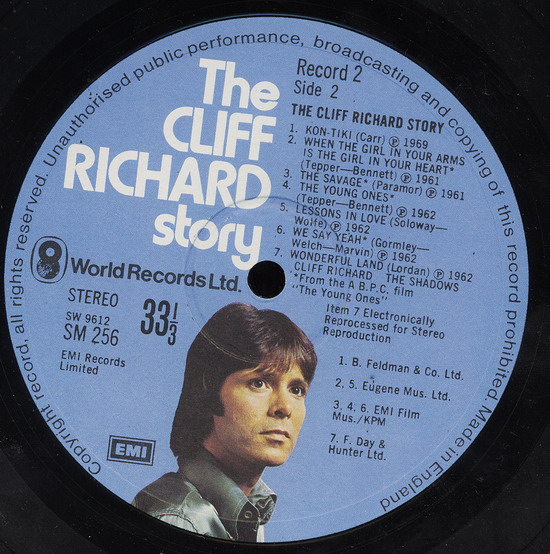 Copyright record, all rights reserved. Unauthorised public performance, broadcasting and copying of this record prohibited. Made in England
The
CLIFF
RICHARD
story
World Records Ltd.
STEREO
SW 9612
SM 256
33 1/3
EMI Records
Limited
EMI
Record 2
Side 2
THE CLIFF RICHARD STORY
1. KON-TIKI (Carr) Ⓟ 1969
2. WHEN THE GIRL IN YOUR ARMS
IS THE GIRL IN YOUR HEART*
(Tepper—Bennett) Ⓟ 1961
3. THE SAVAGE* (Paramor) Ⓟ 1961
4. THE YOUNG ONES*
(Tepper—Bennett) Ⓟ 1962
5. LESSONS IN LOVE (Soloway—
Wolfe) Ⓟ 1962
6. WE SAY YEAH* (Gormley—
Welch—Marvin) Ⓟ 1962
7. WONDERFUL LAND (Lordan) Ⓟ 1962
CLIFF RICHARD THE SHADOWS
*From the A.B.P.C. film
"The Young Ones"
Item 7 Electronically
Reprocessed for Stereo
Reproduction
1. B. Feldman & Co. Ltd.
2, 5. Eugene Mus. Ltd.
3, 4, 6. EMI Film
Mus./KPM
7. F. Day &
Hunter Ltd.